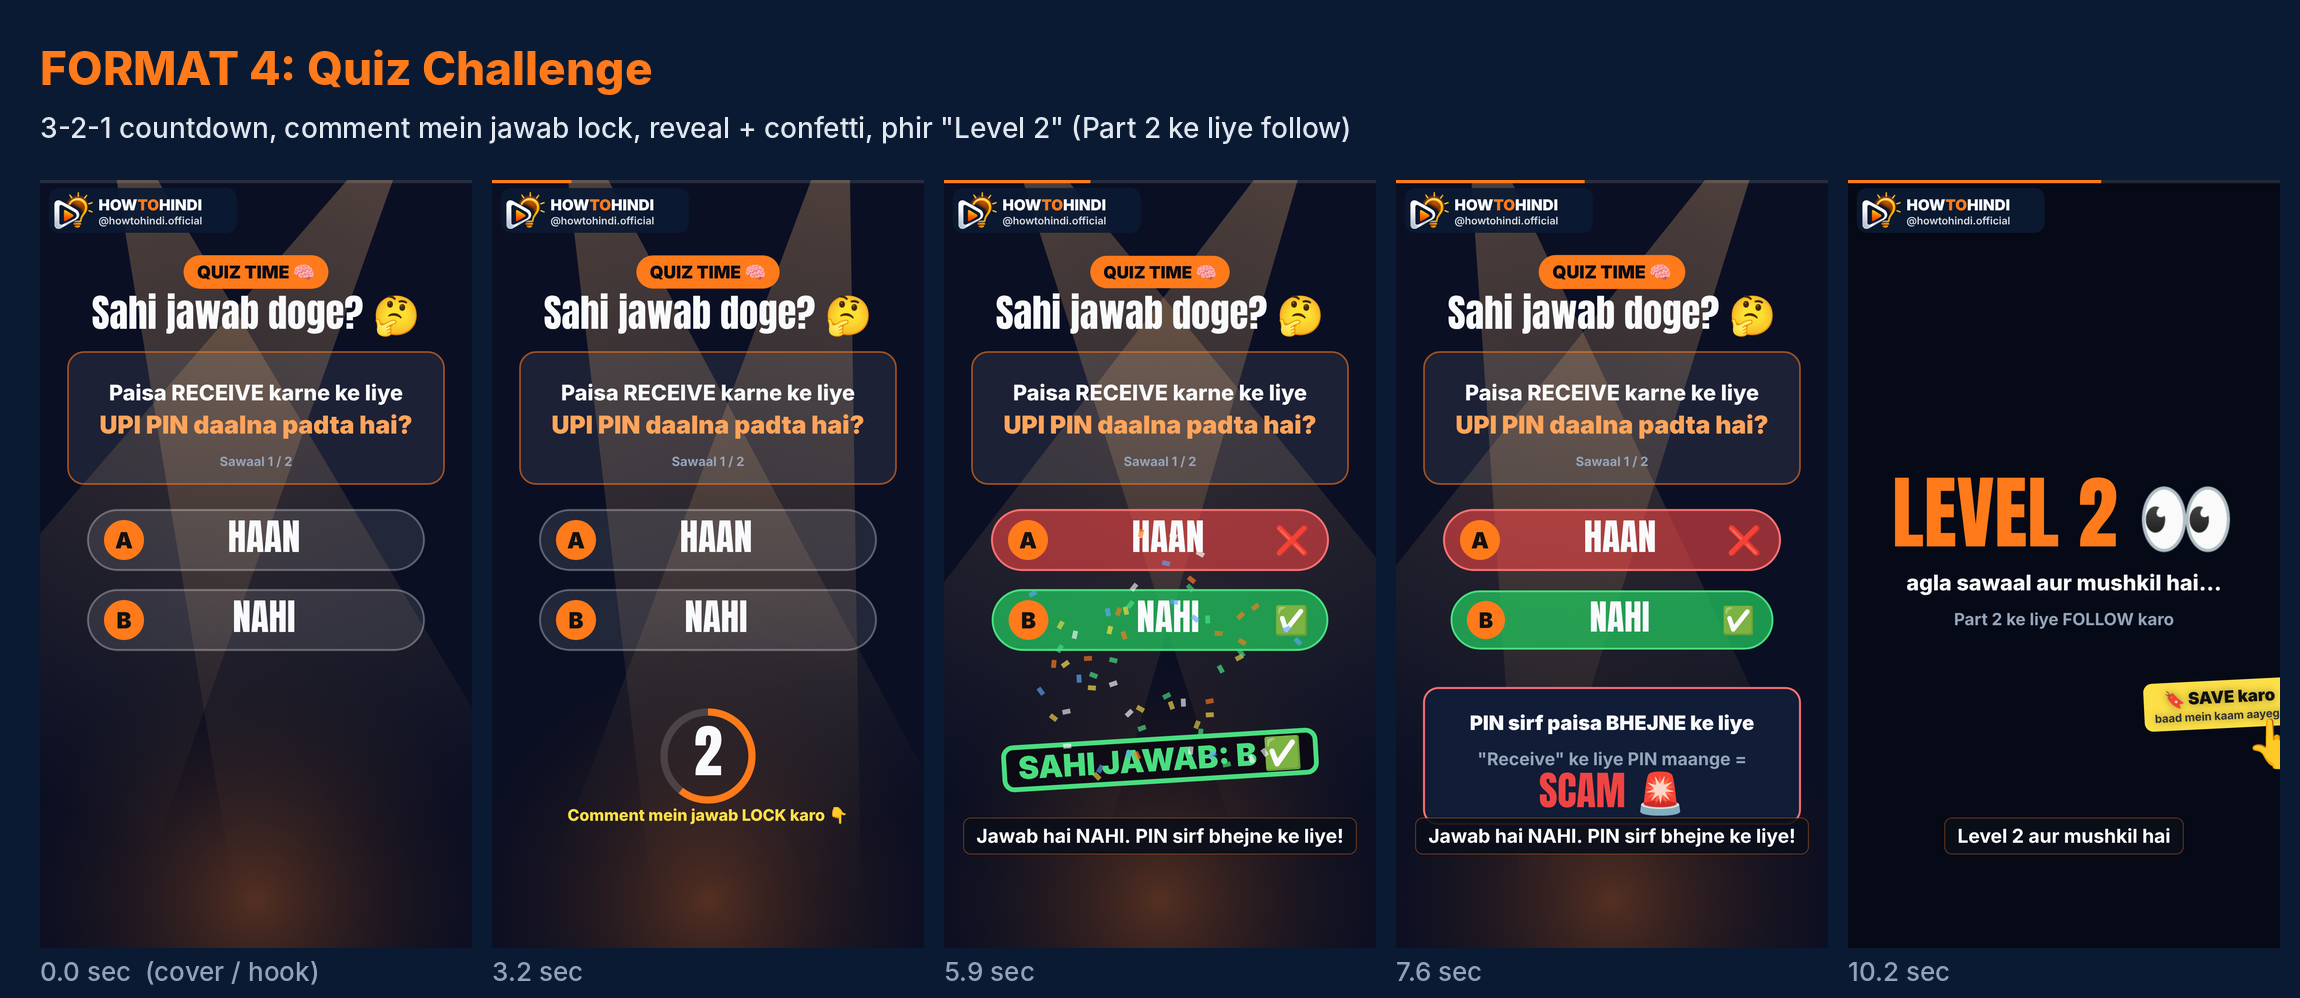 FORMAT 4: Quiz Challenge
3-2-1 countdown, comment mein jawab lock, reveal + confetti, phir "Level 2" (Part 2 ke liye follow)
HOWTOHINDI
@howtohindi.official
QUIZ TIME 🧠
Sahi jawab doge? 🤔
Paisa RECEIVE karne ke liye
UPI PIN daalna padta hai?
Sawaal 1 / 2
A HAAN
B NAHI
0.0 sec (cover / hook)
HOWTOHINDI
@howtohindi.official
QUIZ TIME 🧠
Sahi jawab doge? 🤔
Paisa RECEIVE karne ke liye
UPI PIN daalna padta hai?
Sawaal 1 / 2
A HAAN
B NAHI
2
Comment mein jawab LOCK karo 👇
3.2 sec
HOWTOHINDI
@howtohindi.official
QUIZ TIME 🧠
Sahi jawab doge? 🤔
Paisa RECEIVE karne ke liye
UPI PIN daalna padta hai?
Sawaal 1 / 2
A HAAN ❌
B NAHI ✅
SAHI JAWAB: B ✅
Jawab hai NAHI. PIN sirf bhejne ke liye!
5.9 sec
HOWTOHINDI
@howtohindi.official
QUIZ TIME 🧠
Sahi jawab doge? 🤔
Paisa RECEIVE karne ke liye
UPI PIN daalna padta hai?
Sawaal 1 / 2
A HAAN ❌
B NAHI ✅
PIN sirf paisa BHEJNE ke liye
"Receive" ke liye PIN maange =
SCAM 🚨
Jawab hai NAHI. PIN sirf bhejne ke liye!
7.6 sec
HOWTOHINDI
@howtohindi.official
LEVEL 2 👀
agla sawaal aur mushkil hai...
Part 2 ke liye FOLLOW karo
🔖 SAVE karo
baad mein kaam aayeg
Level 2 aur mushkil hai
10.2 sec